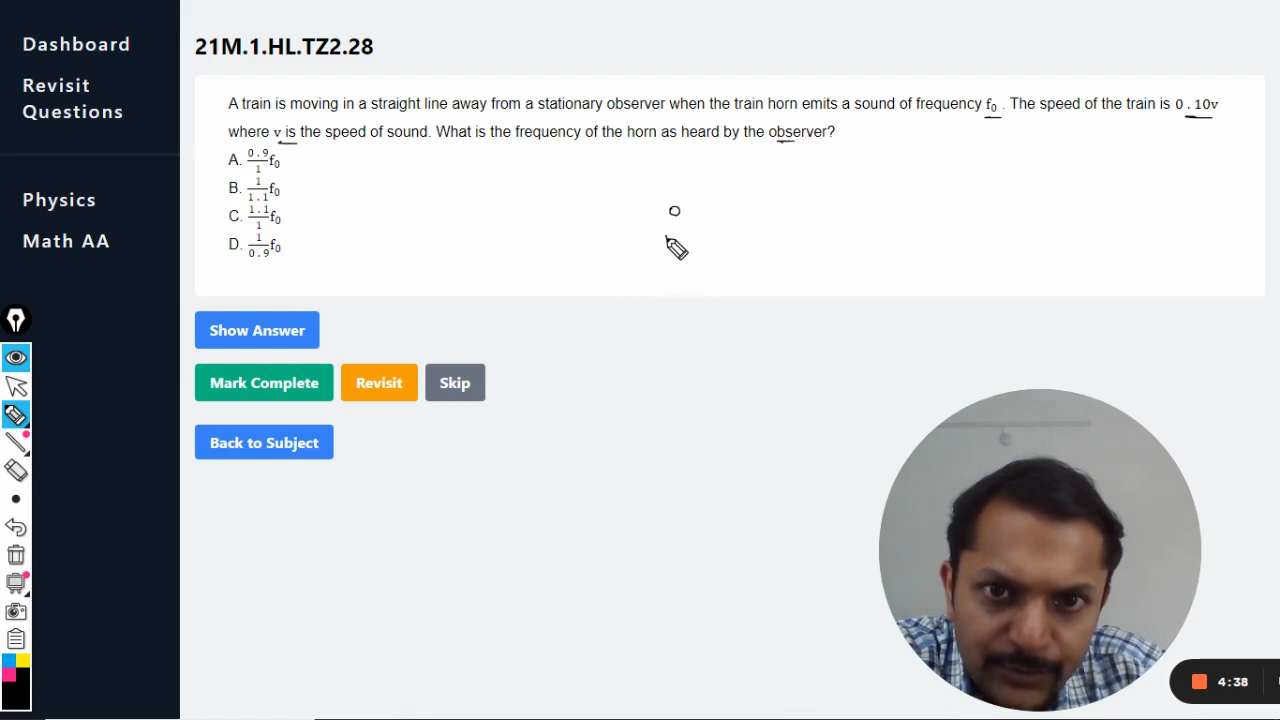 Dashboard
Revisit
Questions
Physics
Math AA
21M.1.HL.TZ2.28
A train is moving in a straight line away from a stationary observer when the train horn emits a sound of frequency f₀ . The speed of the train is 0.10v
where v is the speed of sound. What is the frequency of the horn as heard by the observer?
A. 0.9/1 f₀
B. 1/1.1 f₀
C. 1.1/1 f₀
D. 1/0.9 f₀
Show Answer
Mark Complete Revisit Skip
Back to Subject
4:38